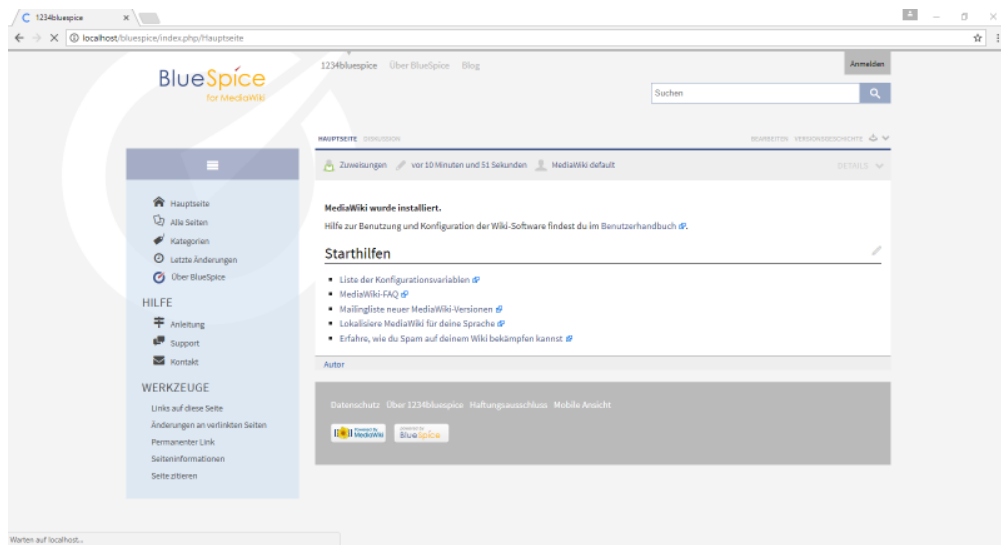 1234bluespice
localhost/bluespice/index.php/Hauptseite
BlueSpice
for MediaWiki
1234bluespice Über BlueSpice Blog
Anmelden
Suchen
HAUPTSEITE DISKUSSION
BEARBEITEN VERSIONSGESCHICHTE
Zuweisungen vor 10 Minuten und 51 Sekunden MediaWiki default
DETAILS
Hauptseite
Alle Seiten
Kategorien
Letzte Änderungen
Über BlueSpice
HILFE
Anleitung
Support
Kontakt
WERKZEUGE
Links auf diese Seite
Änderungen an verlinkten Seiten
Permanenter Link
Seiteninformationen
Seite zitieren
MediaWiki wurde installiert.
Hilfe zur Benutzung und Konfiguration der Wiki-Software findest du im Benutzerhandbuch.
Starthilfen
Liste der Konfigurationsvariablen
MediaWiki-FAQ
Mailingliste neuer MediaWiki-Versionen
Lokalisiere MediaWiki für deine Sprache
Erfahre, wie du Spam auf deinem Wiki bekämpfen kannst
Autor
Datenschutz Über 1234bluespice Haftungsausschluss Mobile Ansicht
Powered By
MediaWiki
powered by
BlueSpice
Warten auf localhost...